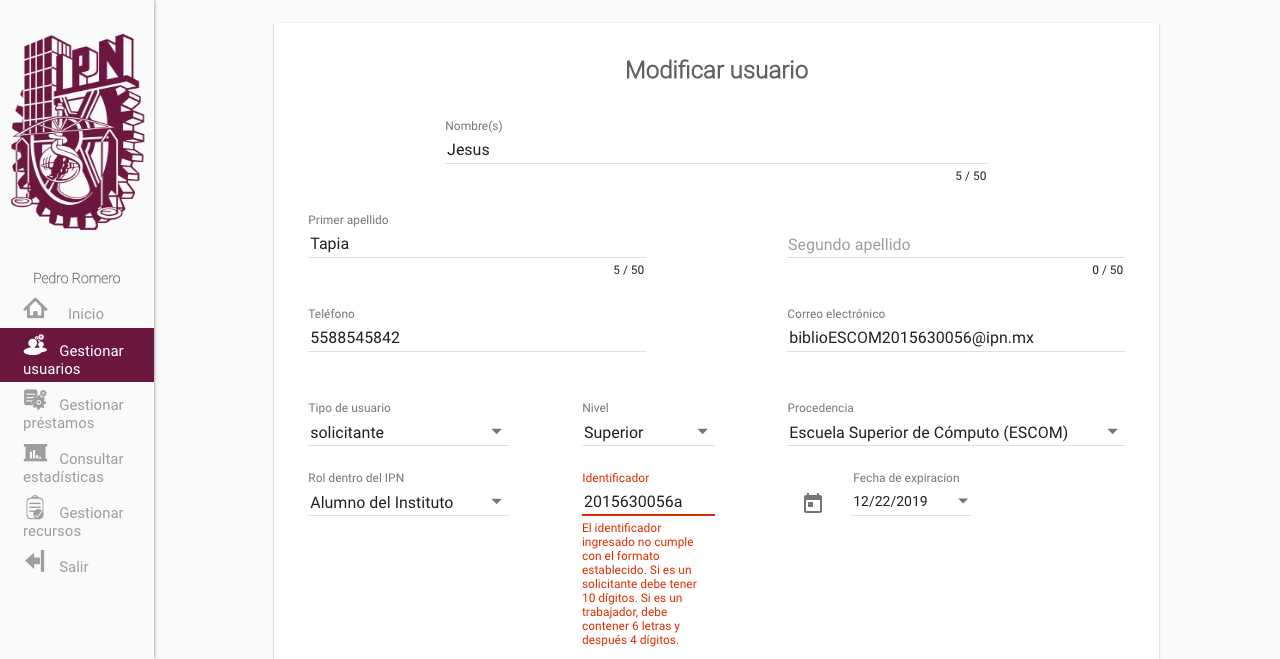 IPN
Pedro Romero
Inicio
Gestionar
usuarios
Gestionar
préstamos
Consultar
estadísticas
Gestionar
recursos
Salir
Modificar usuario
Nombre(s)
Jesus
5 / 50
Primer apellido
Tapia
5 / 50
Segundo apellido
0 / 50
Teléfono
5588545842
Correo electrónico
biblioESCOM2015630056@ipn.mx
Tipo de usuario
solicitante
Nivel
Superior
Procedencia
Escuela Superior de Cómputo (ESCOM)
Rol dentro del IPN
Alumno del Instituto
Identificador
2015630056a
El identificador
ingresado no cumple
con el formato
establecido. Si es un
solicitante debe tener
10 dígitos. Si es un
trabajador, debe
contener 6 letras y
después 4 dígitos.
Fecha de expiracion
12/22/2019